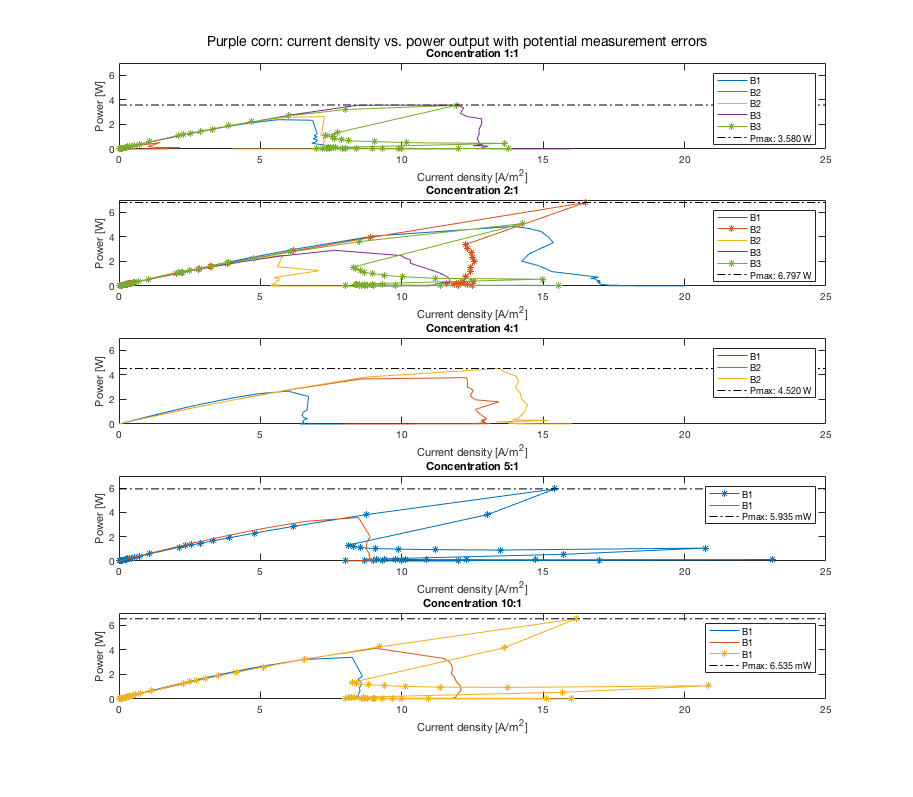 Purple corn: current density vs. power output with potential measurement errors
Concentration 1:1
Power [W]
6
4
2
0
0 5 10 15 20 25
Current density [A/m2]
B1
B2
B2
B3
B3
Pmax: 3.580 W
Concentration 2:1
Power [W]
6
4
2
0
0 5 10 15 20 25
Current density [A/m2]
B1
B2
B2
B3
B3
Pmax: 6.797 W
Concentration 4:1
Power [W]
6
4
2
0
0 5 10 15 20 25
Current density [A/m2]
B1
B2
B2
Pmax: 4.520 W
Concentration 5:1
Power [W]
6
4
2
0
0 5 10 15 20 25
Current density [A/m2]
B1
B1
Pmax: 5.935 mW
Concentration 10:1
Power [W]
6
4
2
0
0 5 10 15 20 25
Current density [A/m2]
B1
B1
B1
Pmax: 6.535 mW